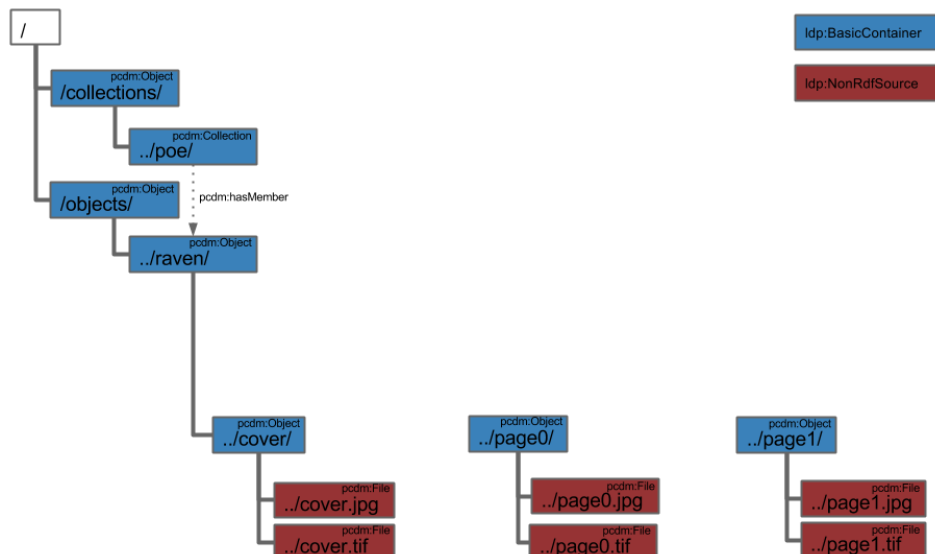 /
ldp:BasicContainer
pcdm:Object
/collections/
ldp:NonRdfSource
pcdm:Collection
../poe/
pcdm:Object
/objects/
pcdm:hasMember
pcdm:Object
../raven/
pcdm:Object
../cover/
pcdm:Object
../page0/
pcdm:Object
../page1/
pcdm:File
../cover.jpg
pcdm:File
../page0.jpg
pcdm:File
../page1.jpg
pcdm:File
../cover.tif
pcdm:File
../page0.tif
pcdm:File
../page1.tif